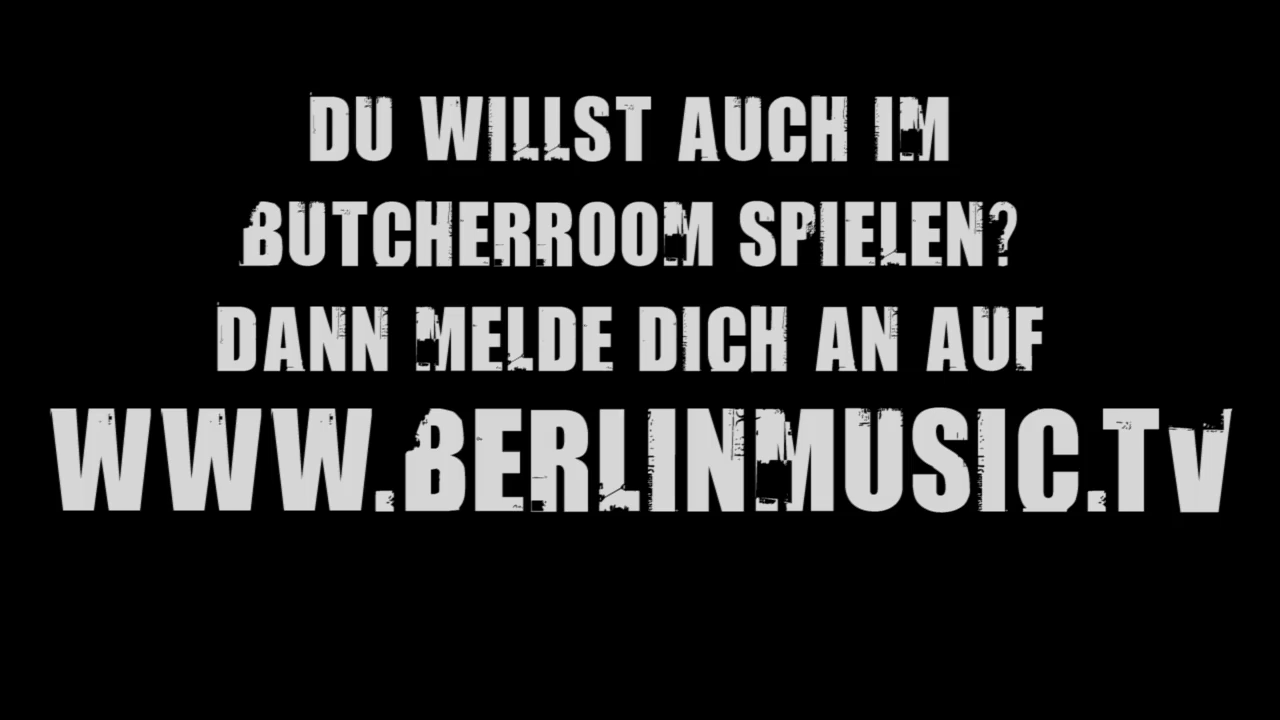 DU WILLST AUCH IM
BUTCHERROOM SPIELEN?
DANN MELDE DICH AN AUF
WWW.BERLINMUSIC.TV